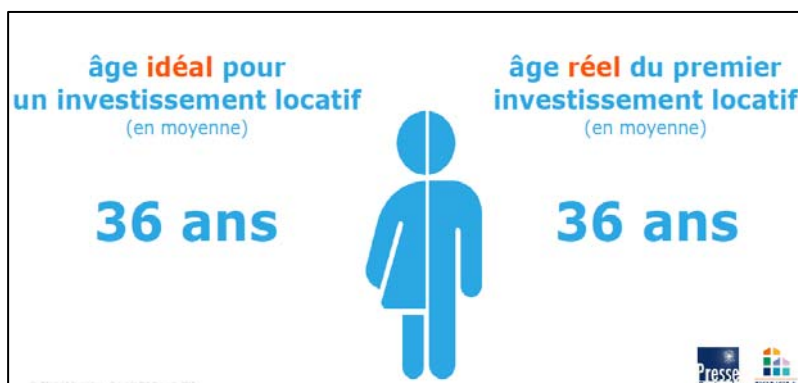 âge idéal pour
un investissement locatif
(en moyenne)
36 ans
âge réel du premier
investissement locatif
(en moyenne)
36 ans
Presse